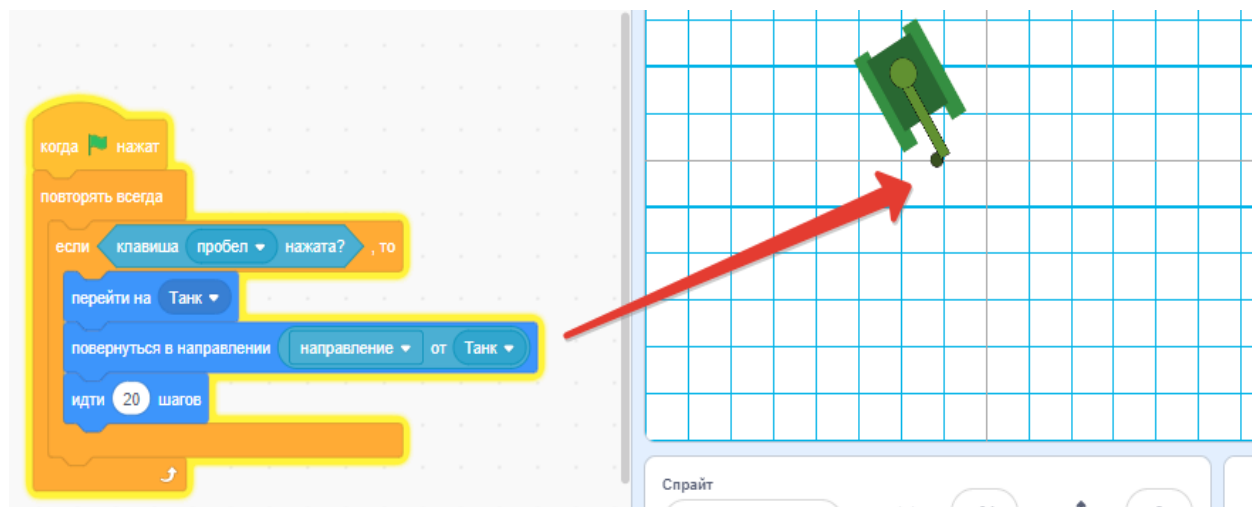 когда нажат
повторять всегда
если клавиша пробел нажата? , то
перейти на Танк
повернуться в направлении направление от Танк
идти 20 шагов
Спрайт